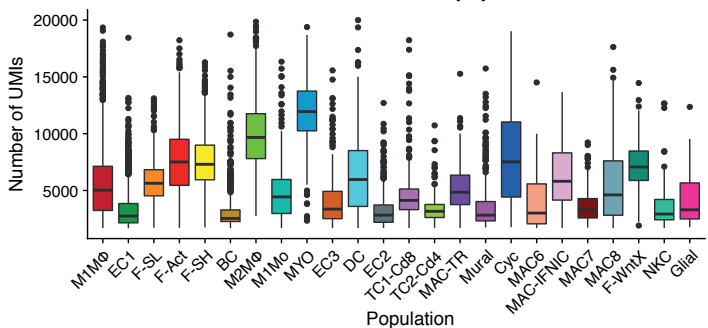 20000
15000
10000
5000
Number of UMIs
M1MΦ
EC1
F-SL
F-Act
F-SH
BC
M2MΦ
M1Mo
MYO
EC3
DC
EC2
TC1-Cd8
TC2-Cd4
MAC-TR
Mural
Cyc
MAC6
MAC-IFNIC
MAC7
MAC8
F-WntX
NKC
Glial
Population